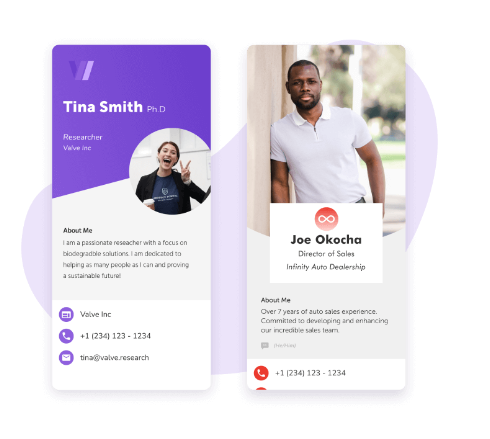 Tina Smith Ph.D
Researcher
Valve Inc
About Me
I am a passionate reseacher with a focus on
biodegradble solutions. I am dedicated to
helping as many people as I can and proving
a sustainable future!
Valve Inc
+1 (234) 123 - 1234
tina@valve.research
Joe Okocha
Director of Sales
Infinity Auto Dealership
About Me
Over 7 years of auto sales experience.
Committed to developing and enhancing
our incredible sales team.
+1 (234) 123 - 1234